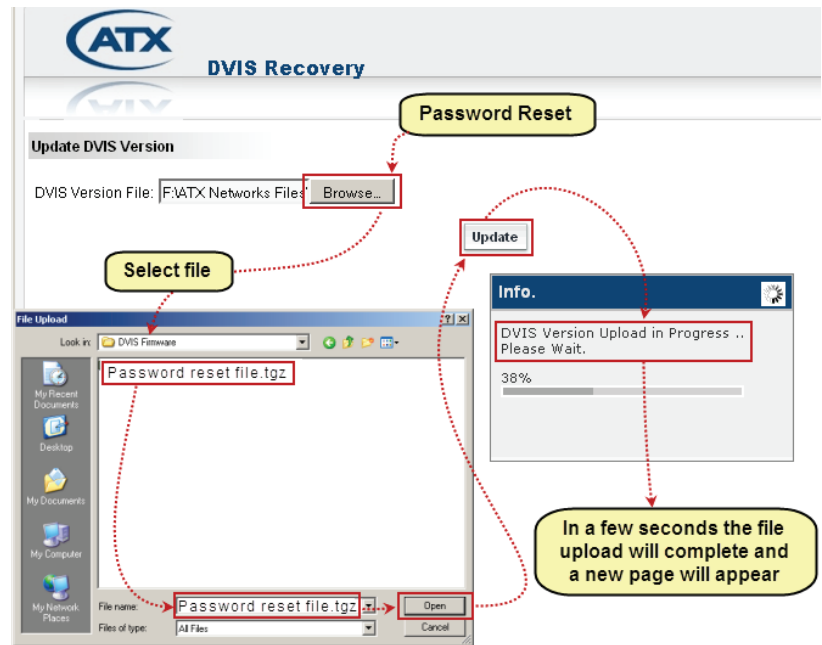 ATX
DVIS Recovery
Password Reset
Update DVIS Version
DVIS Version File: F:\ATX Networks Files\ Browse...
Update
Select file
Info.
DVIS Version Upload in Progress ..
Please Wait.
38%
File Upload
Look in: DVIS Firmware
Password reset file.tgz
My Recent
Documents
Desktop
My Documents
My Computer
My Network
Places
File name: Password reset file.tgz Open
Files of type: All Files Cancel
In a few seconds the file
upload will complete and
a new page will appear